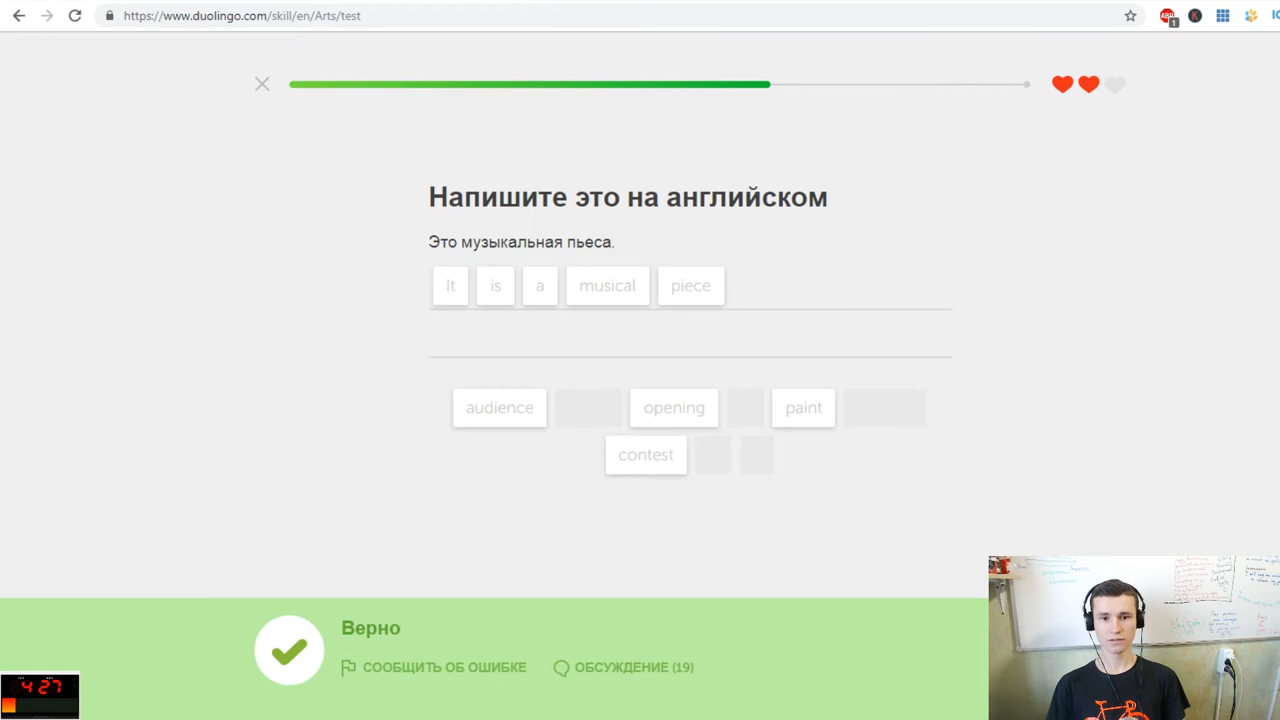 https://www.duolingo.com/skill/en/Arts/test
Напишите это на английском
Это музыкальная пьеса.
It is a musical piece
audience opening paint
contest
Верно
СООБЩИТЬ ОБ ОШИБКЕ ОБСУЖДЕНИЕ (19)
427